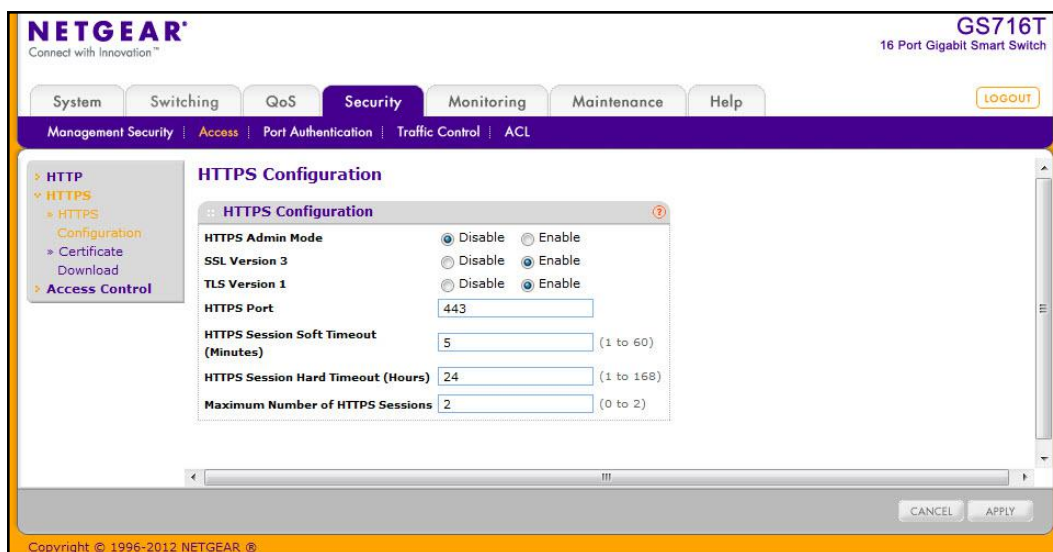 NETGEAR®
Connect with Innovation™
GS716T
16 Port Gigabit Smart Switch
System Switching QoS Security Monitoring Maintenance Help LOGOUT
Management Security Access Port Authentication Traffic Control ACL
HTTP
HTTPS
» HTTPS
Configuration
» Certificate
Download
Access Control
HTTPS Configuration
HTTPS Configuration ?
HTTPS Admin Mode Disable Enable
SSL Version 3 Disable Enable
TLS Version 1 Disable Enable
HTTPS Port 443
HTTPS Session Soft Timeout
(Minutes) 5 (1 to 60)
HTTPS Session Hard Timeout (Hours) 24 (1 to 168)
Maximum Number of HTTPS Sessions 2 (0 to 2)
CANCEL APPLY
Copyright © 1996-2012 NETGEAR ®